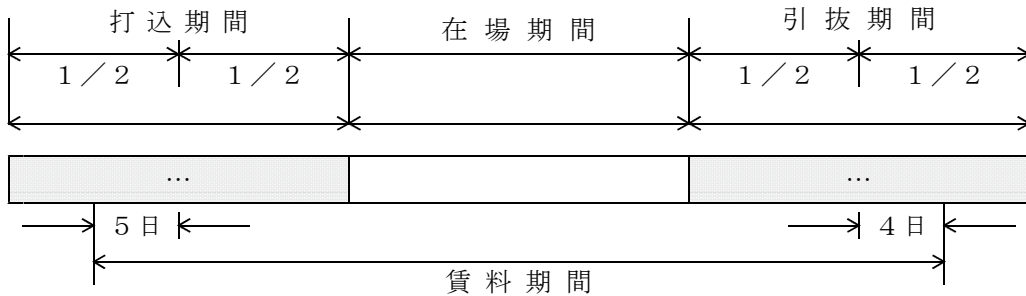 打込期間 在場期間 引抜期間
１／２ １／２ １／２ １／２
… …
５日 ４日
賃料期間